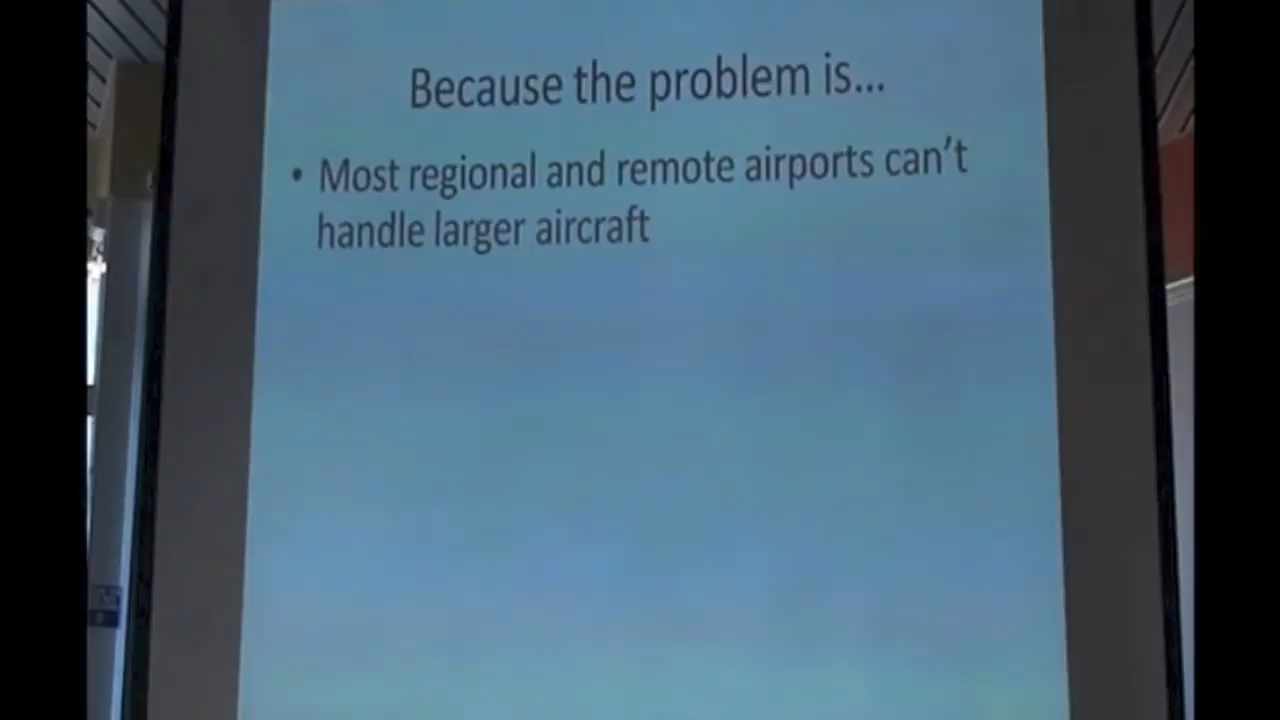 Because the problem is...
• Most regional and remote airports can't
handle larger aircraft